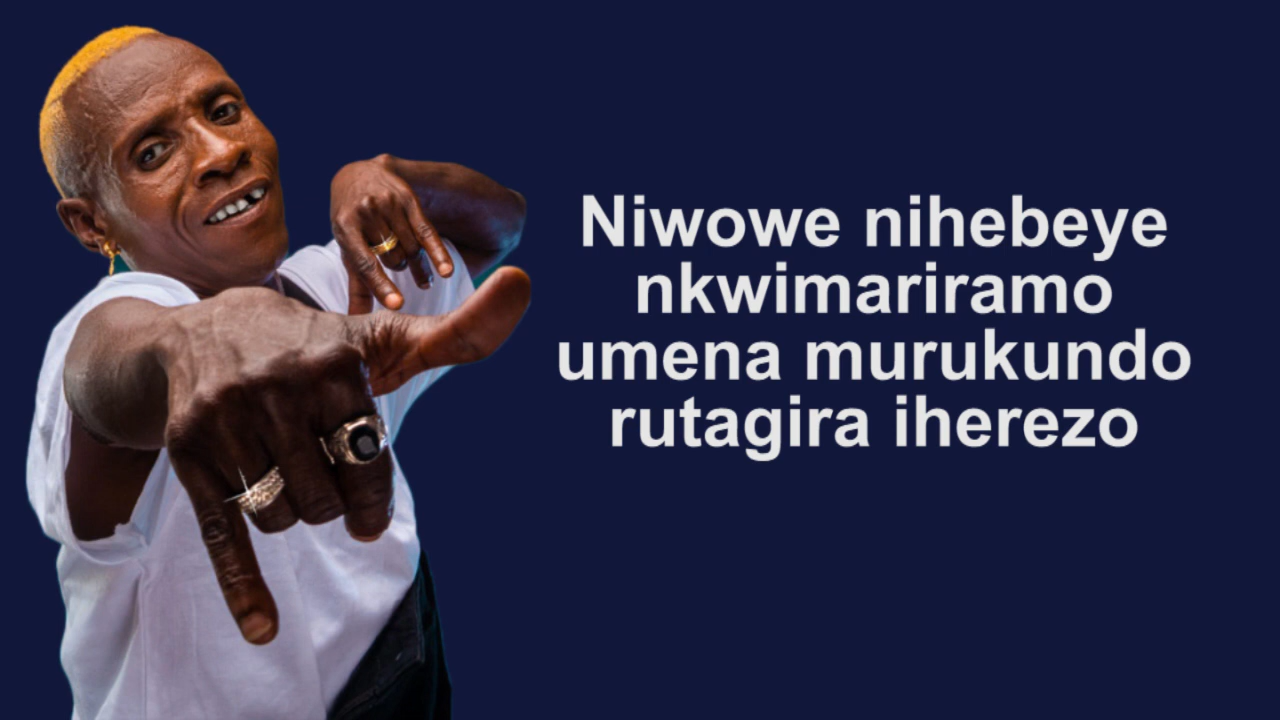 Niwowe nihebeye
nkwimariramo
umena murukundo
rutagira iherezo